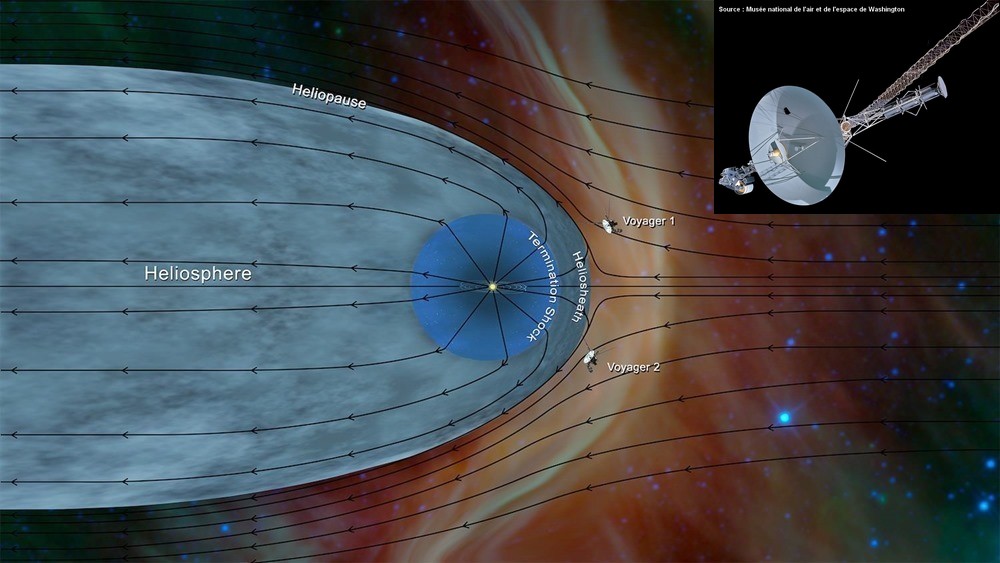 Source : Musée national de l'air et de l'espace de Washington
Heliopause
Voyager 1
Heliosphere
Termination Shock
Heliosheath
Voyager 2